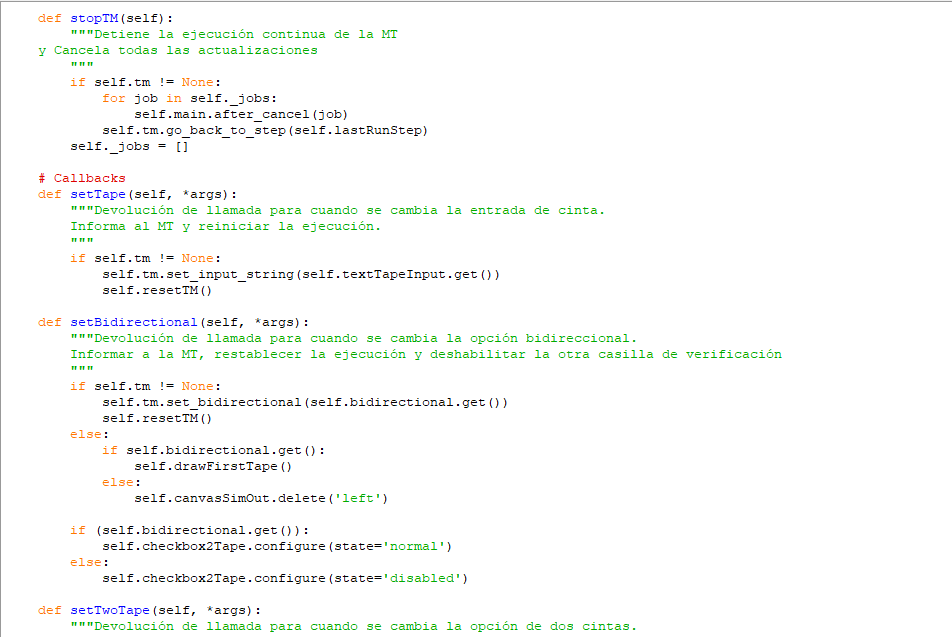 def stopTM(self):
"""Detiene la ejecución continua de la MT
y Cancela todas las actualizaciones
"""
if self.tm != None:
for job in self._jobs:
self.main.after_cancel(job)
self.tm.go_back_to_step(self.lastRunStep)
self._jobs = []
# Callbacks
def setTape(self, *args):
"""Devolución de llamada para cuando se cambia la entrada de cinta.
Informa al MT y reiniciar la ejecución.
"""
if self.tm != None:
self.tm.set_input_string(self.textTapeInput.get())
self.resetTM()
def setBidirectional(self, *args):
"""Devolución de llamada para cuando se cambia la opción bidireccional.
Informar a la MT, restablecer la ejecución y deshabilitar la otra casilla de verificación
"""
if self.tm != None:
self.tm.set_bidirectional(self.bidirectional.get())
self.resetTM()
else:
if self.bidirectional.get():
self.drawFirstTape()
else:
self.canvasSimOut.delete('left')
if (self.bidirectional.get()):
self.checkbox2Tape.configure(state='normal')
else:
self.checkbox2Tape.configure(state='disabled')
def setTwoTape(self, *args):
"""Devolución de llamada para cuando se cambia la opción de dos cintas.